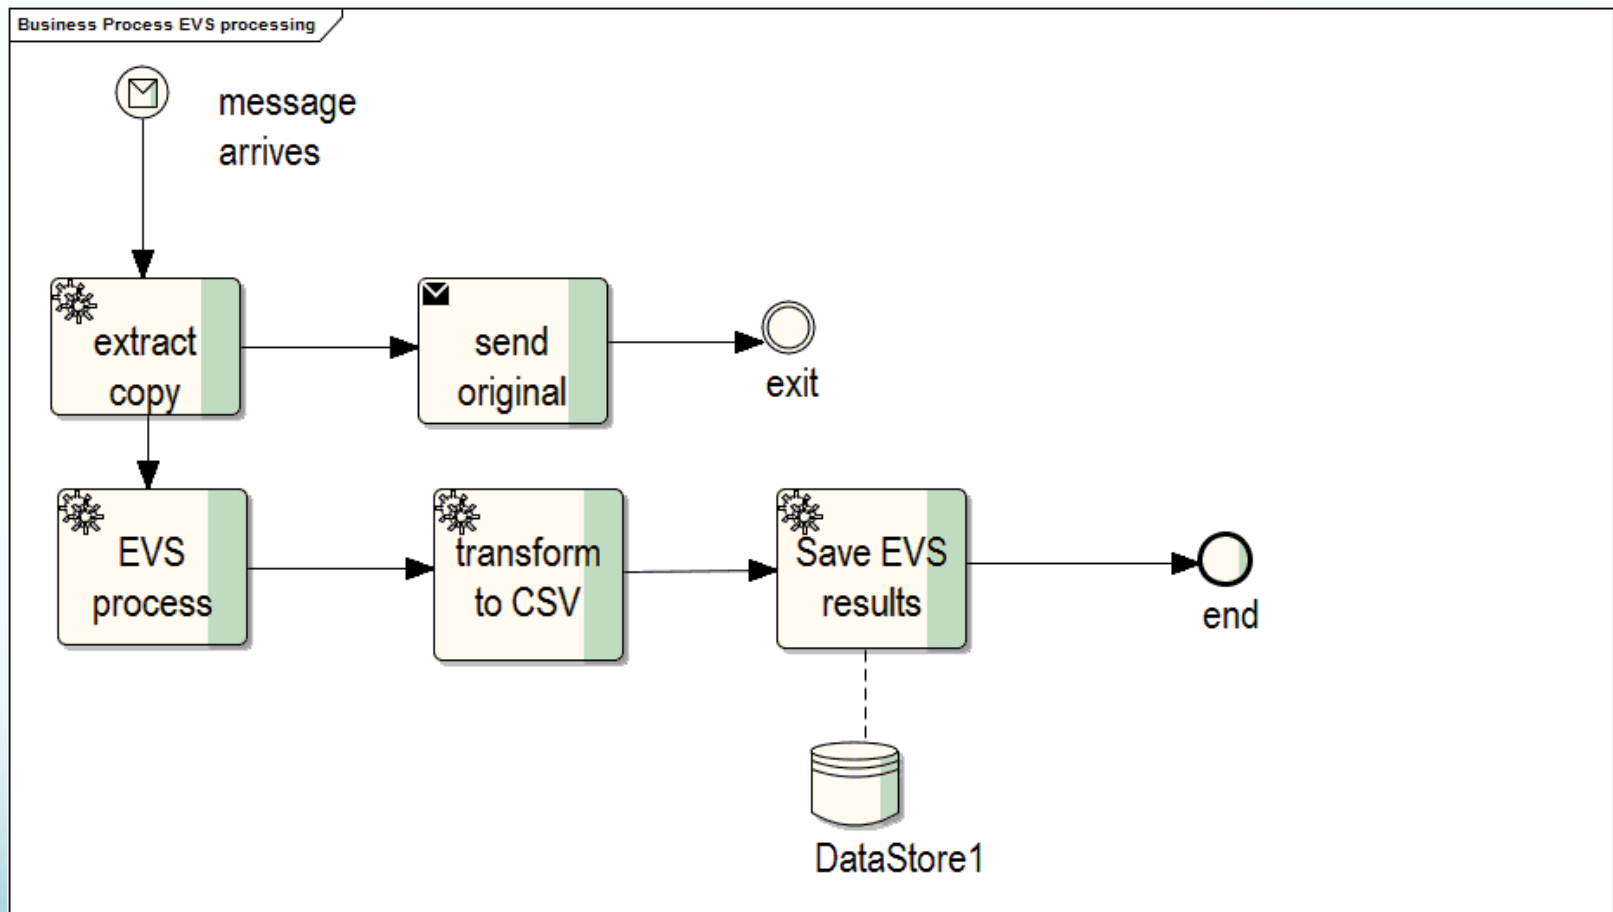 Business Process EVS processing
message
arrives
extract
copy
send
original
exit
EVS
process
transform
to CSV
Save EVS
results
end
DataStore1